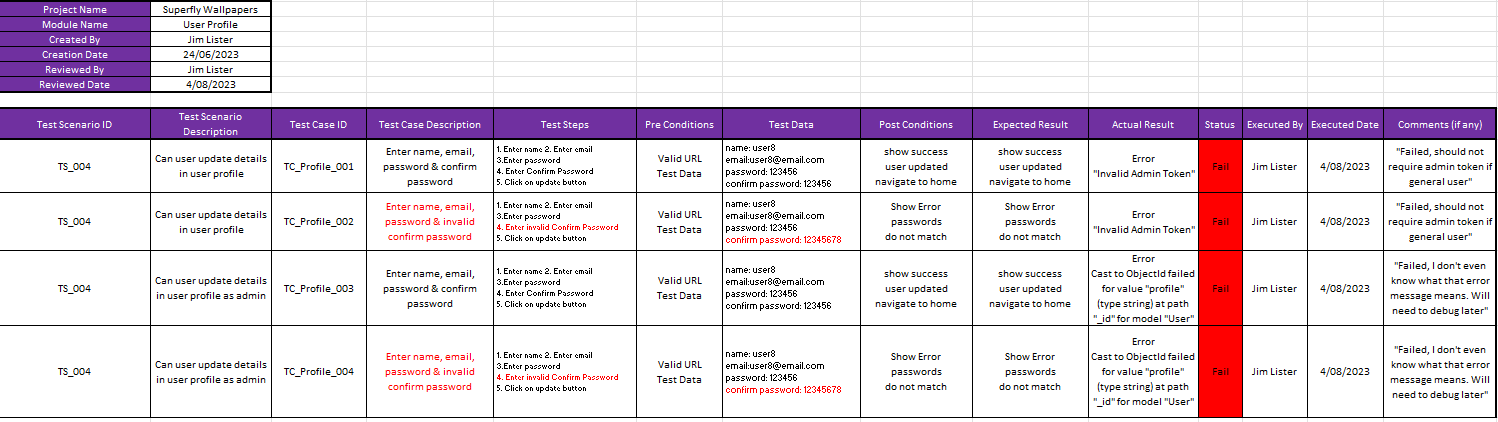 Project Name Superfly Wallpapers
Module Name User Profile
Created By Jim Lister
Creation Date 24/06/2023
Reviewed By Jim Lister
Reviewed Date 4/08/2023
Test Scenario ID
Test Scenario
Description
Test Case ID
Test Case Description
Test Steps
Pre Conditions
Test Data
Post Conditions
Expected Result
Actual Result
Status
Executed By
Executed Date
Comments (if any)
TS_004
Can user update details
in user profile
TC_Profile_001
Enter name, email,
password & confirm
password
1. Enter name 2. Enter email
3.Enter password
4. Enter Confirm Password
5. Click on update button
Valid URL
Test Data
name: user8
email:user8@email.com
password: 123456
confirm password: 123456
show success
user updated
navigate to home
show success
user updated
navigate to home
Error
"Invalid Admin Token"
Fail
Jim Lister
4/08/2023
"Failed, should not
require admin token if
general user"
TS_004
Can user update details
in user profile
TC_Profile_002
Enter name, email,
password & invalid
confirm password
1. Enter name 2. Enter email
3.Enter password
4. Enter invalid Confirm Password
5. Click on update button
Valid URL
Test Data
name: user8
email:user8@email.com
password: 123456
confirm password: 12345678
Show Error
passwords
do not match
Show Error
passwords
do not match
Error
"Invalid Admin Token"
Fail
Jim Lister
4/08/2023
"Failed, should not
require admin token if
general user"
TS_004
Can user update details
in user profile as admin
TC_Profile_003
Enter name, email,
password & confirm
password
1. Enter name 2. Enter email
3.Enter password
4. Enter Confirm Password
5. Click on update button
Valid URL
Test Data
name: user8
email:user8@email.com
password: 123456
confirm password: 123456
show success
user updated
navigate to home
show success
user updated
navigate to home
Error
Cast to ObjectId failed
for value "profile"
(type string) at path
"_id" for model "User"
Fail
Jim Lister
4/08/2023
"Failed, I don't even
know what that error
message means. Will
need to debug later"
TS_004
Can user update details
in user profile as admin
TC_Profile_004
Enter name, email,
password & invalid
confirm password
1. Enter name 2. Enter email
3.Enter password
4. Enter invalid Confirm Password
5. Click on update button
Valid URL
Test Data
name: user8
email:user8@email.com
password: 123456
confirm password: 12345678
Show Error
passwords
do not match
Show Error
passwords
do not match
Error
Cast to ObjectId failed
for value "profile"
(type string) at path
"_id" for model "User"
Fail
Jim Lister
4/08/2023
"Failed, I don't even
know what that error
message means. Will
need to debug later"